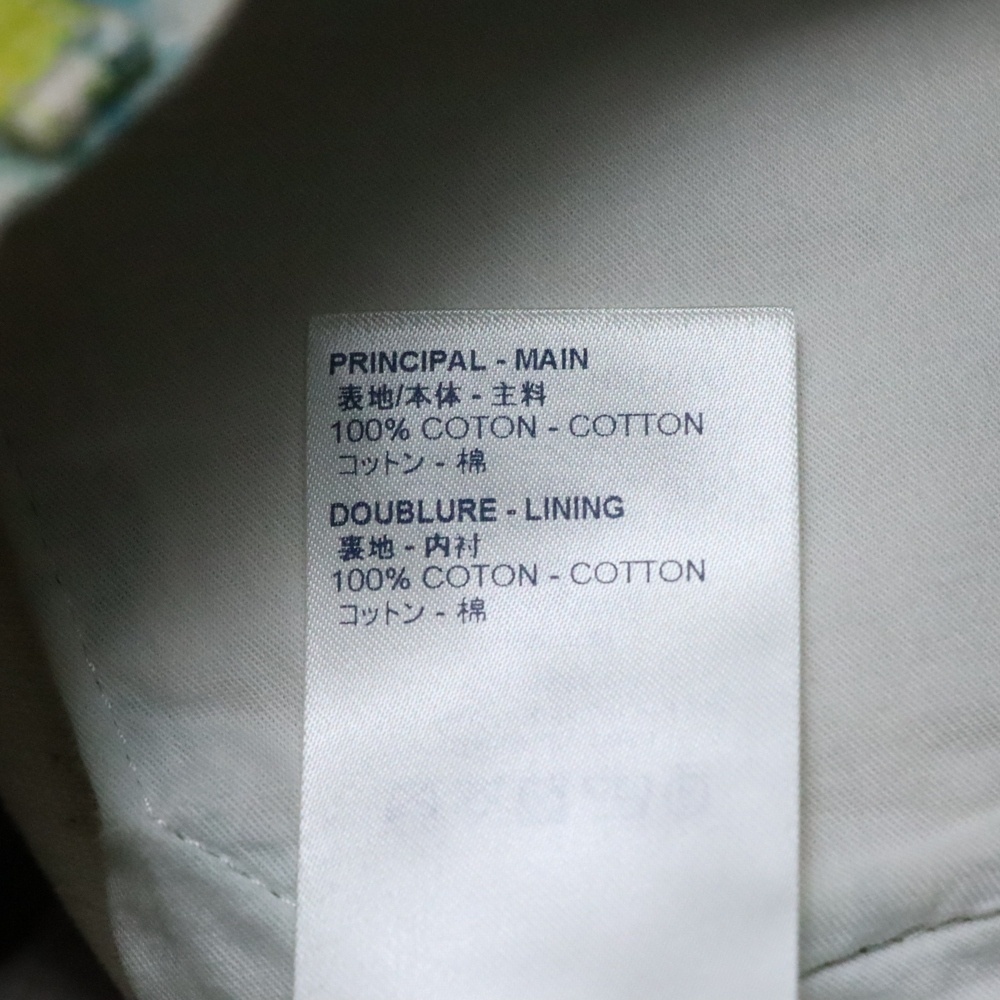 PRINCIPAL - MAIN
表地/本体 - 主料
100% COTON - COTTON
コットン - 棉
DOUBLURE - LINING
裏地 - 内衬
100% COTON - COTTON
コットン - 棉